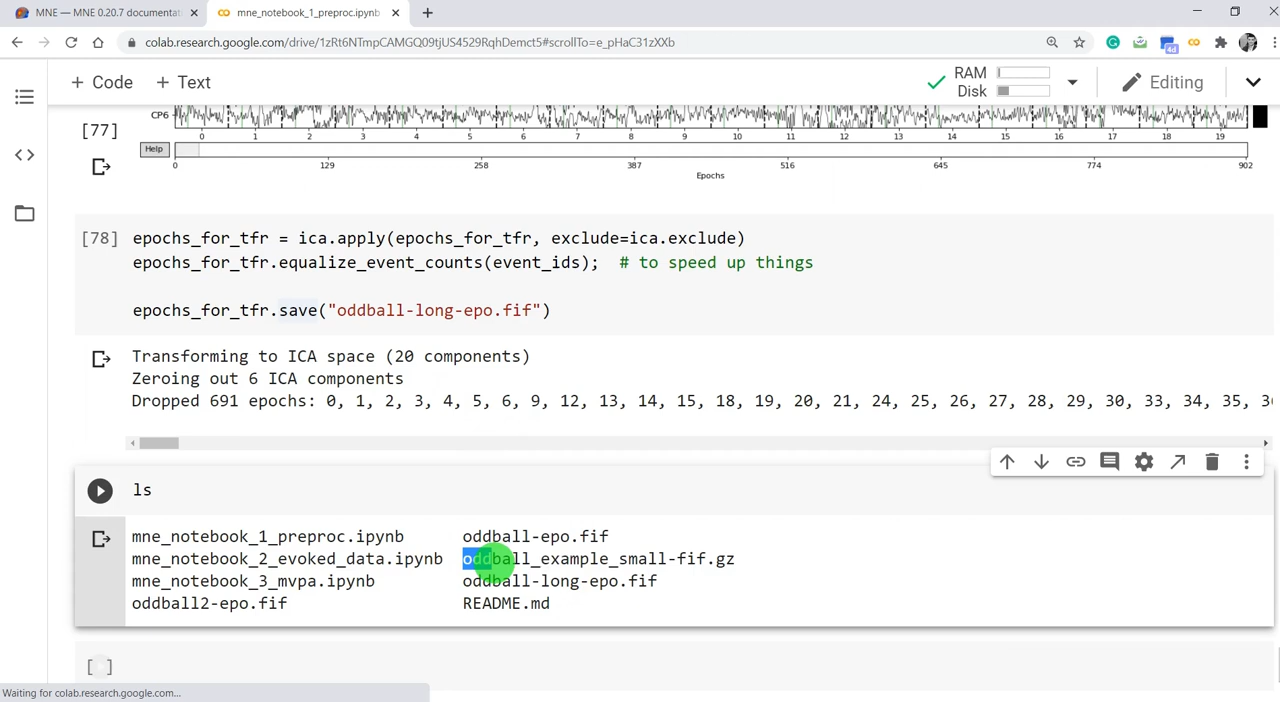 MNE — MNE 0.20.7 documentat
mne_notebook_1_preproc.ipynb
colab.research.google.com/drive/1zRt6NTmpCAMGQ09tiUS4529RqhDemct5#scrollTo=e_pHaC31zXXb
4d
+ Code + Text
RAM
Disk
Editing
CP6
[77]
0 1 2 3 4 5 6 7 8 9 10 11 12 13 14 15 16 17 18 19
Help
0 129 258 387 516 645 774 902
Epochs
[78] epochs_for_tfr = ica.apply(epochs_for_tfr, exclude=ica.exclude)
epochs_for_tfr.equalize_event_counts(event_ids); # to speed up things
epochs_for_tfr.save("oddball-long-epo.fif")
Transforming to ICA space (20 components)
Zeroing out 6 ICA components
Dropped 691 epochs: 0, 1, 2, 3, 4, 5, 6, 9, 12, 13, 14, 15, 18, 19, 20, 21, 24, 25, 26, 27, 28, 29, 30, 33, 34, 35,
ls
mne_notebook_1_preproc.ipynb oddball-epo.fif
mne_notebook_2_evoked_data.ipynb oddball_example_small-fif.gz
mne_notebook_3_mvpa.ipynb oddball-long-epo.fif
oddball2-epo.fif README.md
[ ]
Waiting for colab.research.google.com...